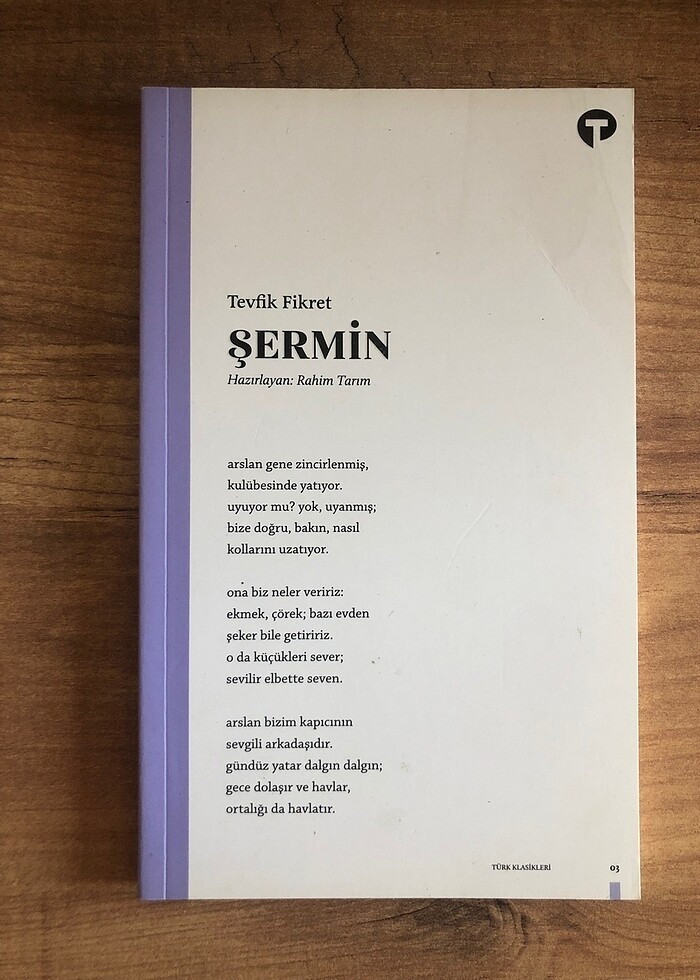 T
Tevfik Fikret
ŞERMİN
Hazırlayan: Rahim Tarım
arslan gene zincirlenmiş,
kulübesinde yatıyor.
uyuyor mu? yok, uyanmış;
bize doğru, bakın, nasıl
kollarını uzatıyor.
ona biz neler veririz:
ekmek, çörek; bazı evden
şeker bile getiririz.
o da küçükleri sever;
sevilir elbette seven.
arslan bizim kapıcının
sevgili arkadaşıdır.
gündüz yatar dalgın dalgın;
gece dolaşır ve havlar,
ortalığı da havlatır.
TÜRK KLASİKLERİ 03